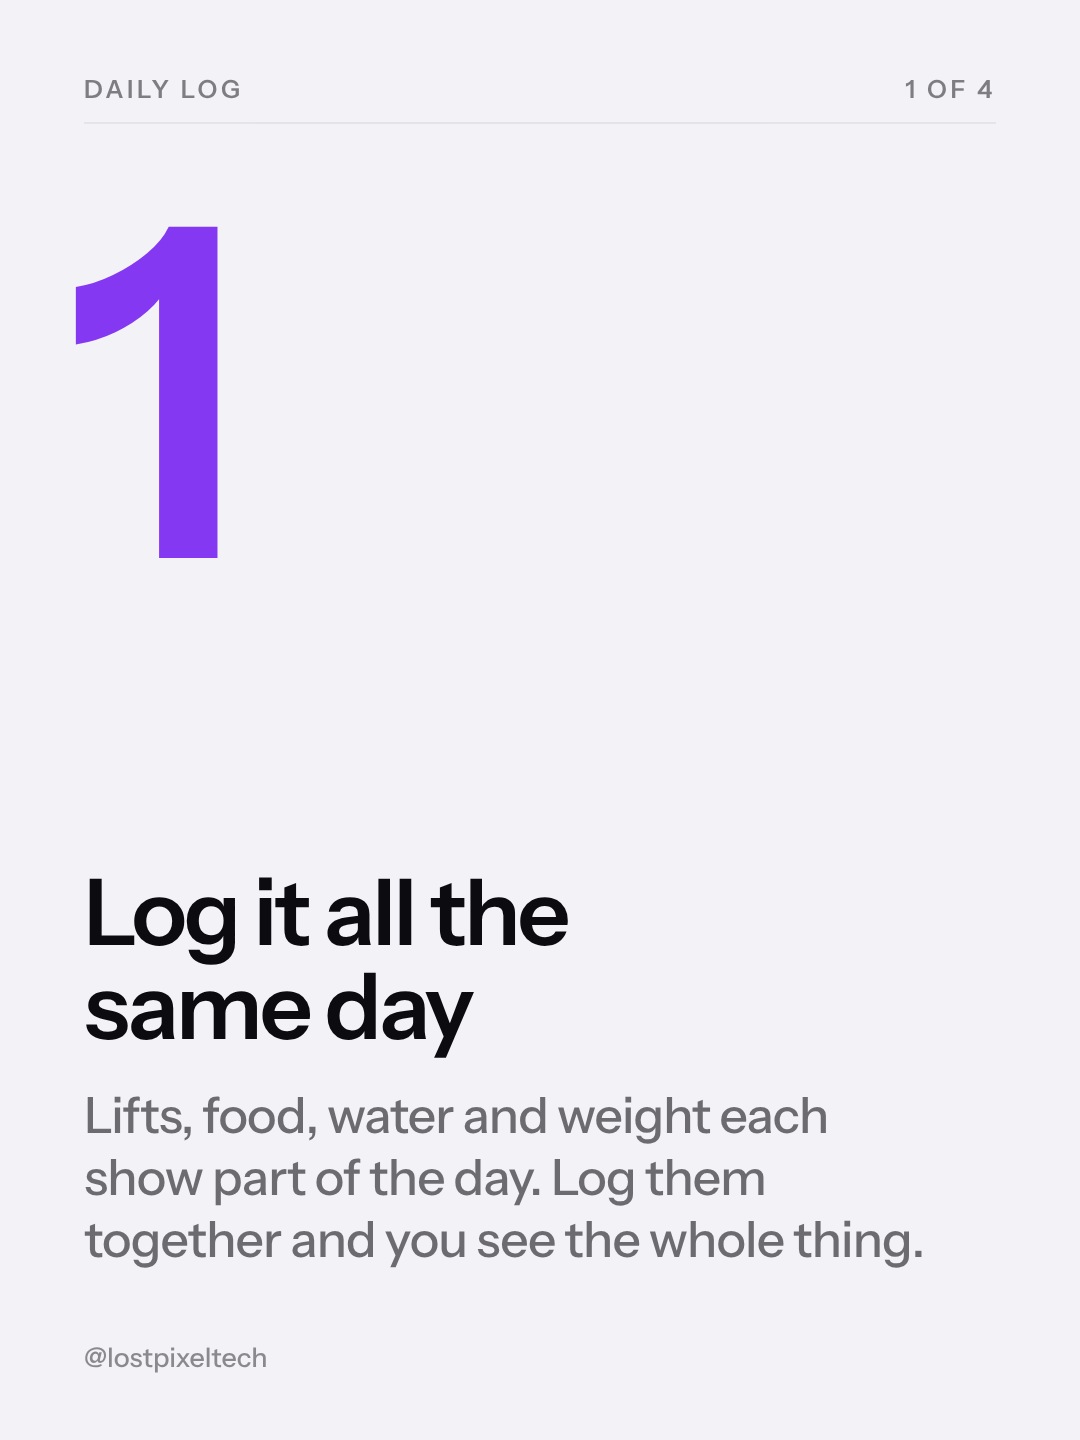 DAILY LOG
1 OF 4
1
Log it all the
same day
Lifts, food, water and weight each
show part of the day. Log them
together and you see the whole thing.
@lostpixeltech